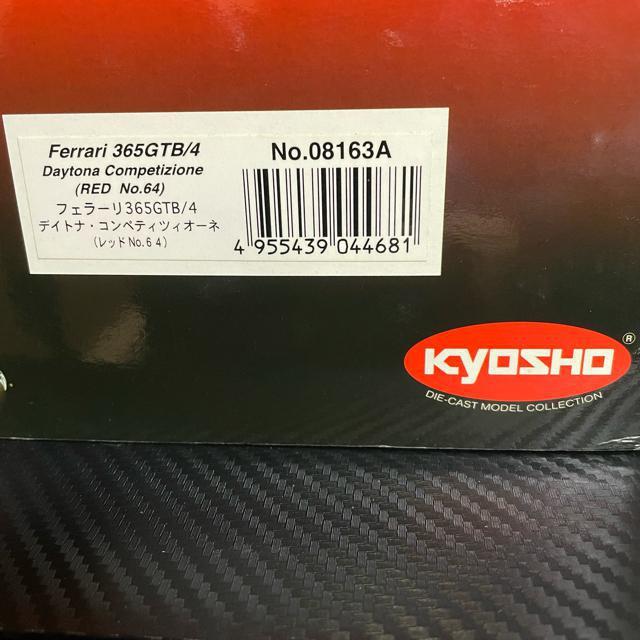 Ferrari 365GTB/4
Daytona Competizione
(RED No.64)
フェラーリ365GTB/4
デイトナ・コンペティツィオーネ
(レッドNo.64)
No.08163A
4 955439 044681
KYOSHO ®
DIE-CAST MODEL COLLECTION